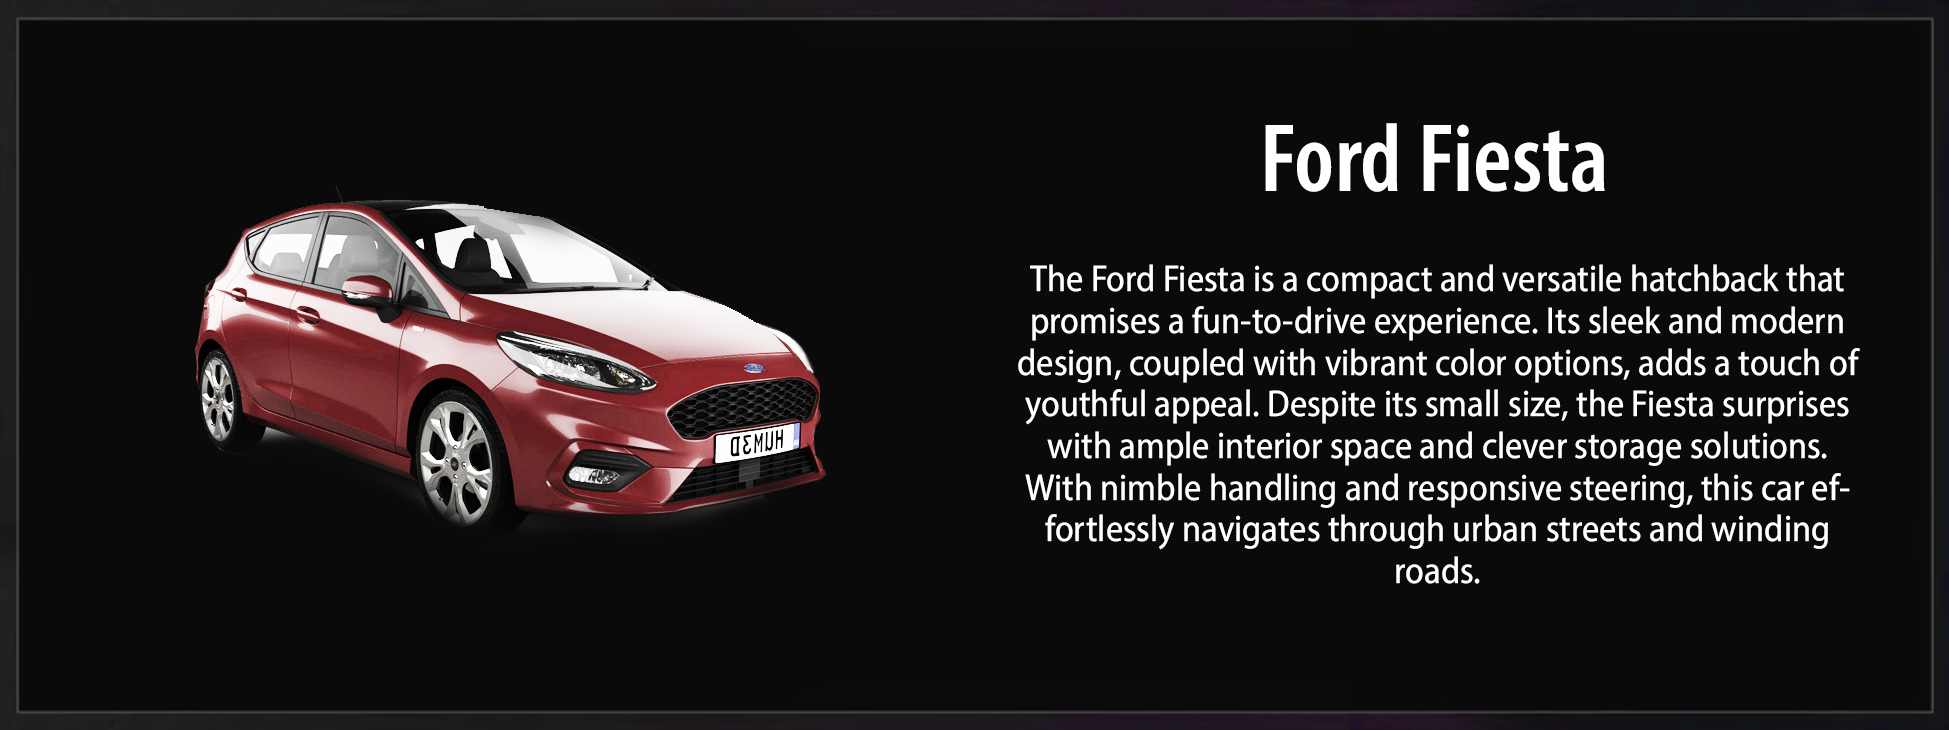 Ford Fiesta
The Ford Fiesta is a compact and versatile hatchback that
promises a fun-to-drive experience. Its sleek and modern
design, coupled with vibrant color options, adds a touch of
youthful appeal. Despite its small size, the Fiesta surprises
with ample interior space and clever storage solutions.
With nimble handling and responsive steering, this car ef-
fortlessly navigates through urban streets and winding
roads.
HUM3D